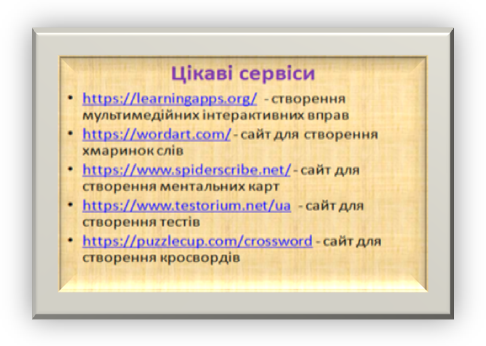 Цікаві сервіси
• https://learningapps.org/ - створення
мультимедійних інтерактивних вправ
• https://wordart.com/ - сайт для створення
хмаринок слів
• https://www.spiderscribe.net/ - сайт для
створення ментальних карт
• https://www.testorium.net/ua - сайт для
створення тестів
• https://puzzlecup.com/crossword - сайт для
створення кросвордів